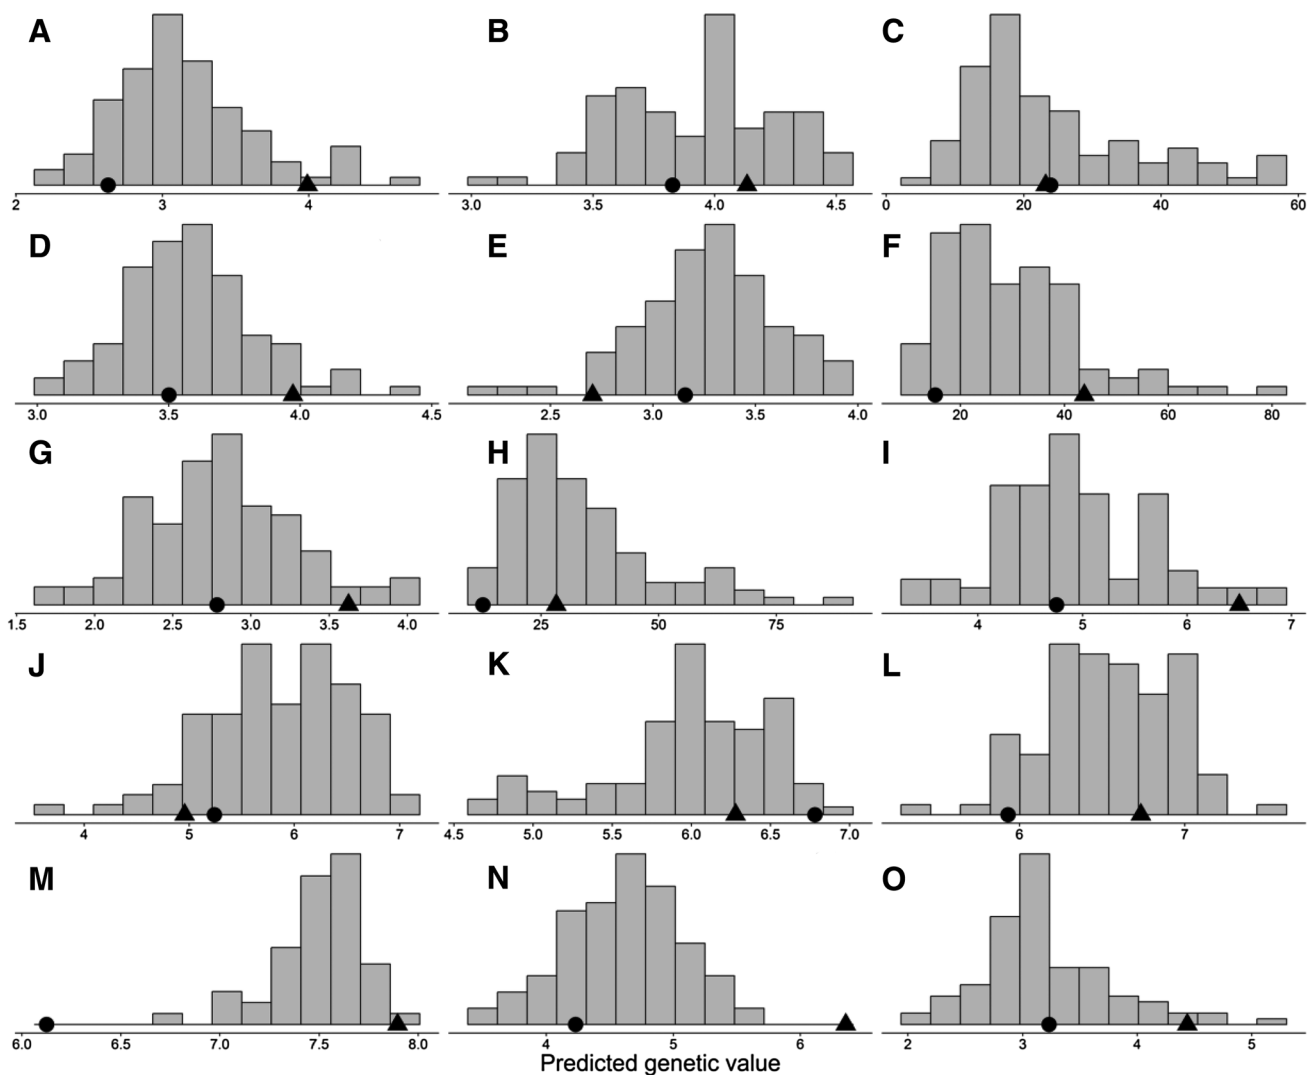 A B C
2 3 4 3.0 3.5 4.0 4.5 0 20 40 60
D E F
3.0 3.5 4.0 4.5 2.5 3.0 3.5 4.0 20 40 60 80
G H I
1.5 2.0 2.5 3.0 3.5 4.0 25 50 75 4 5 6 7
J K L
4 5 6 7 4.5 5.0 5.5 6.0 6.5 7.0 6 7
M N O
6.0 6.5 7.0 7.5 8.0 4 5 6 2 3 4 5
Predicted genetic value